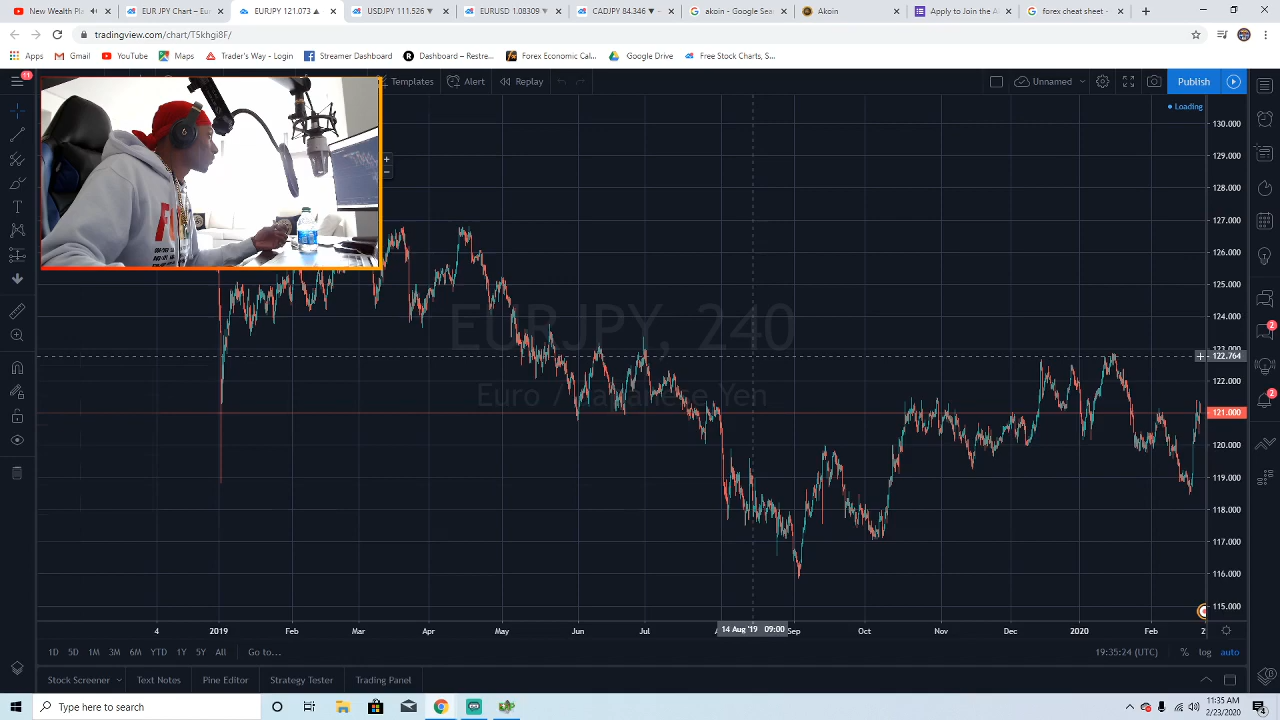 New Wealth Fla
EUR JPY Chart – Eur
EURJPY 121.073 ▲
USDJPY 111.526 ▼
EURUSD 1.08309 ▼
CADJPY 84.346 ▼
akoin - Google Sea
Akoin
Apply to Join the A
forex cheat sheet -
tradingview.com/chart/T5khgi8F/
Apps
Gmail
YouTube
Maps
Trader's Way - Login
Streamer Dashboard
Dashboard – Restre...
Forex Economic Cal...
Google Drive
Free Stock Charts, S...
11
Templates
Alert
Replay
Unnamed
Publish
Loading
130.000
129.000
128.000
127.000
126.000
125.000
124.000
123.000
122.764
122.000
121.000
120.000
119.000
118.000
117.000
116.000
115.000
EURJPY, 240
Euro / Japanese Yen
2
2
4
2019
Feb
Mar
Apr
May
Jun
Jul
14 Aug '19 09:00
Sep
Oct
Nov
Dec
2020
Feb
1D
5D
1M
3M
6M
YTD
1Y
5Y
All
Go to...
19:35:24 (UTC)
%
log
auto
Stock Screener
Text Notes
Pine Editor
Strategy Tester
Trading Panel
Type here to search
11:35 AM
2/23/2020
4